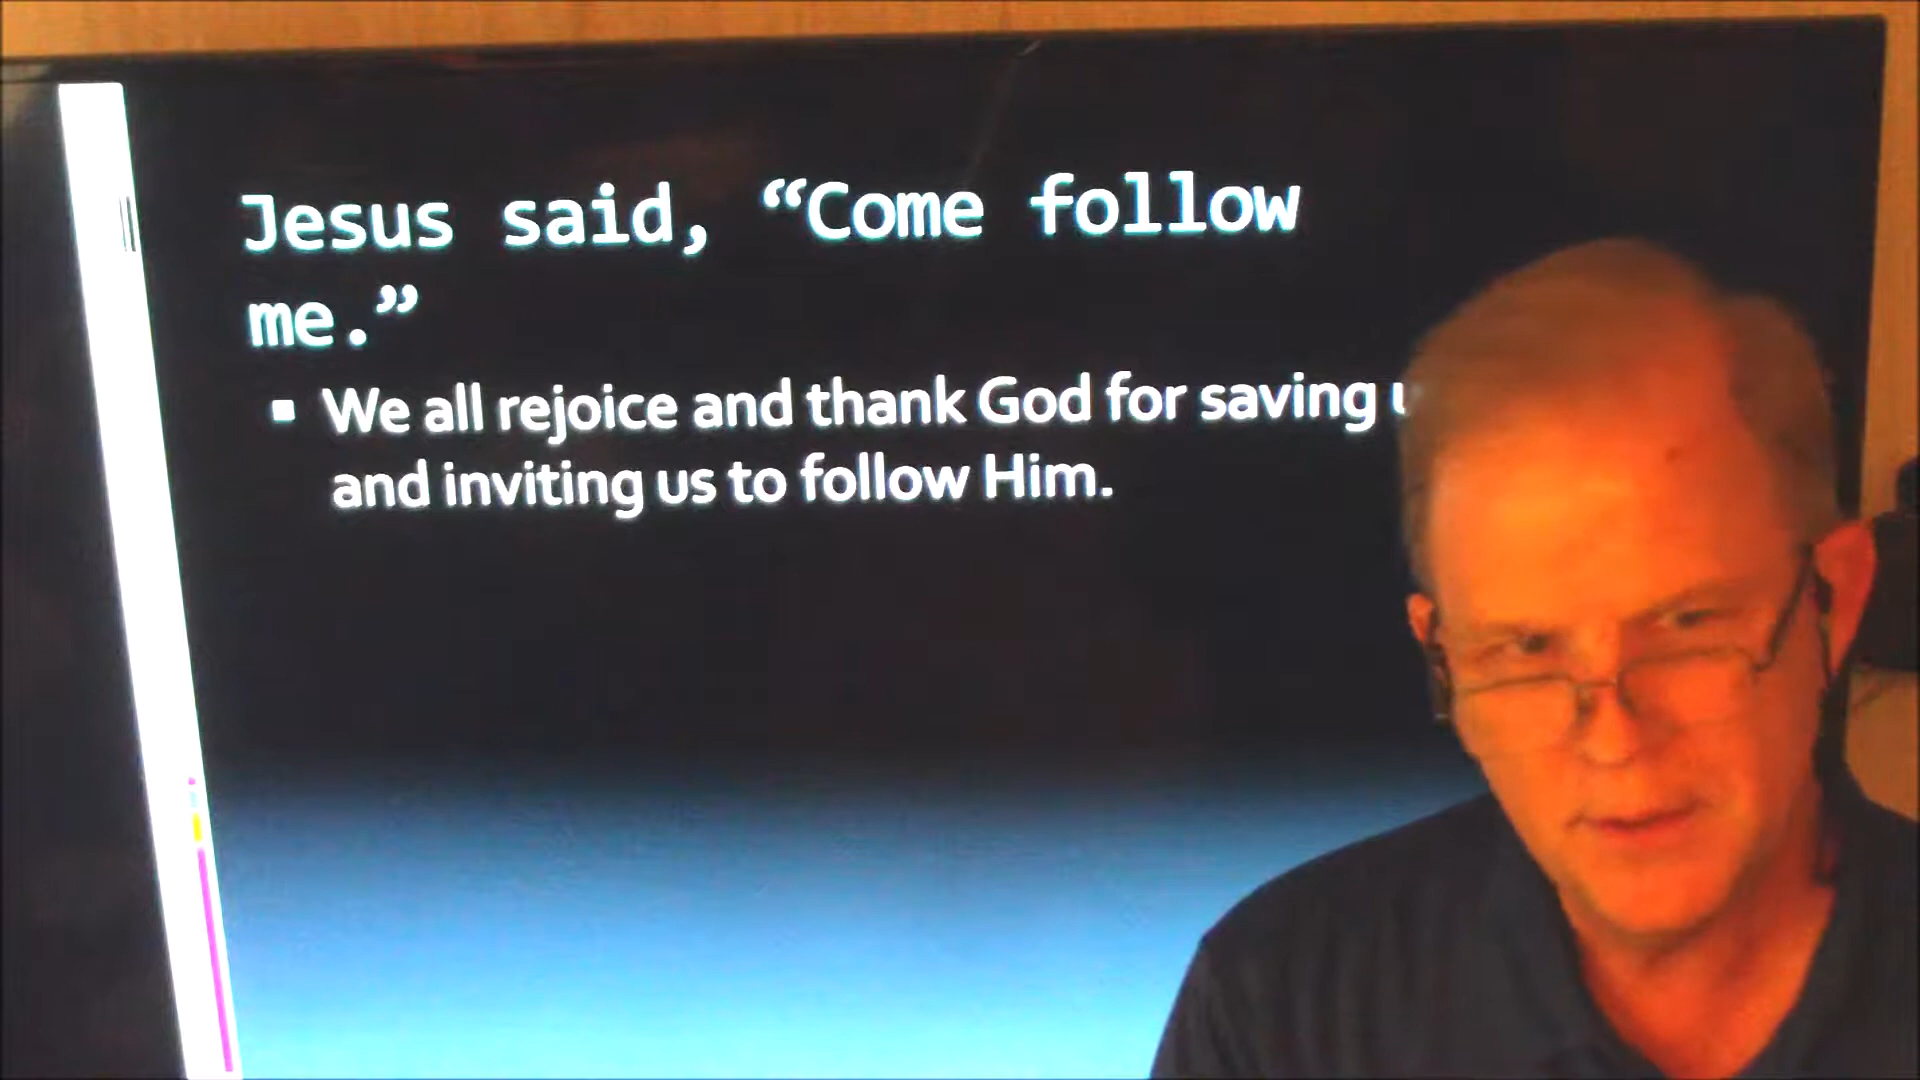 Jesus said, “Come follow
me.”
▪ We all rejoice and thank God for saving
and inviting us to follow Him.